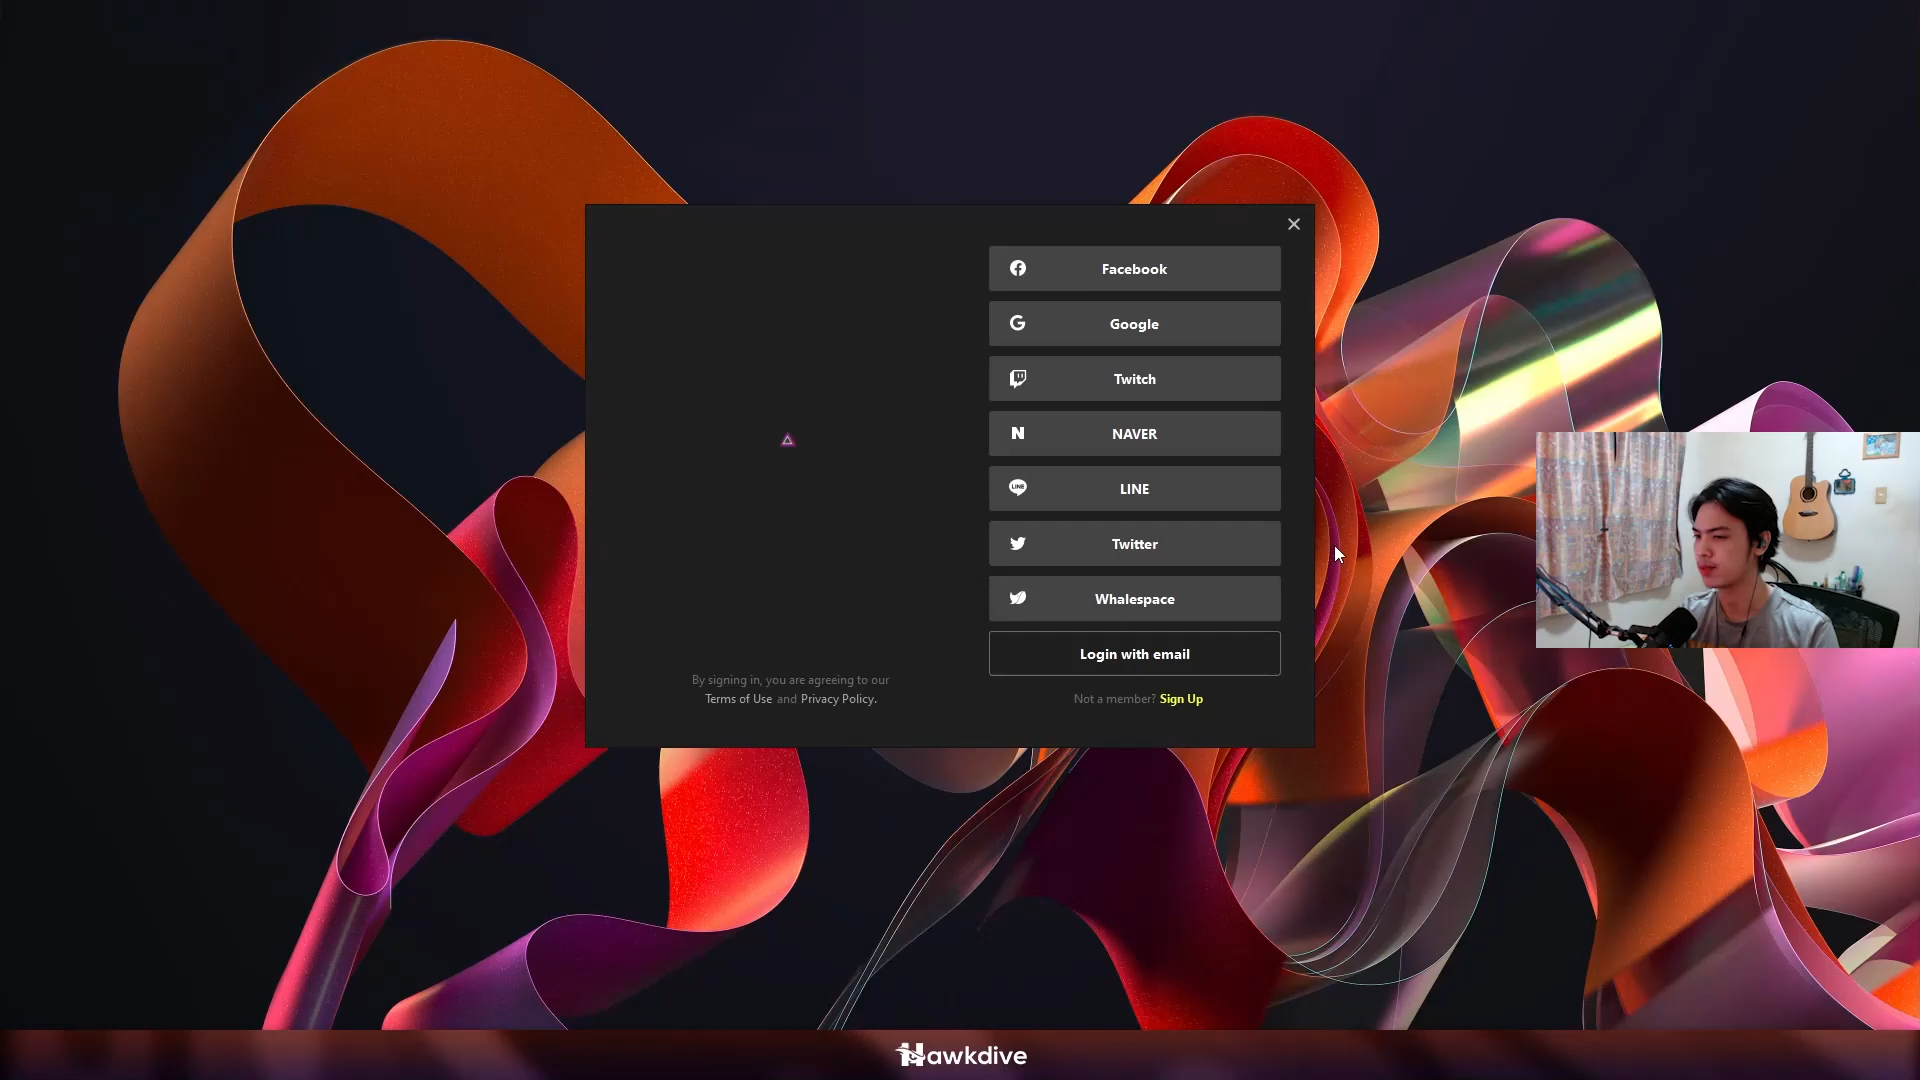 Facebook
Google
Twitch
NAVER
LINE
LINE
Twitter
Whalespace
Login with email
By signing in, you are agreeing to our
Terms of Use and Privacy Policy.
Not a member? Sign Up
Hawkdive